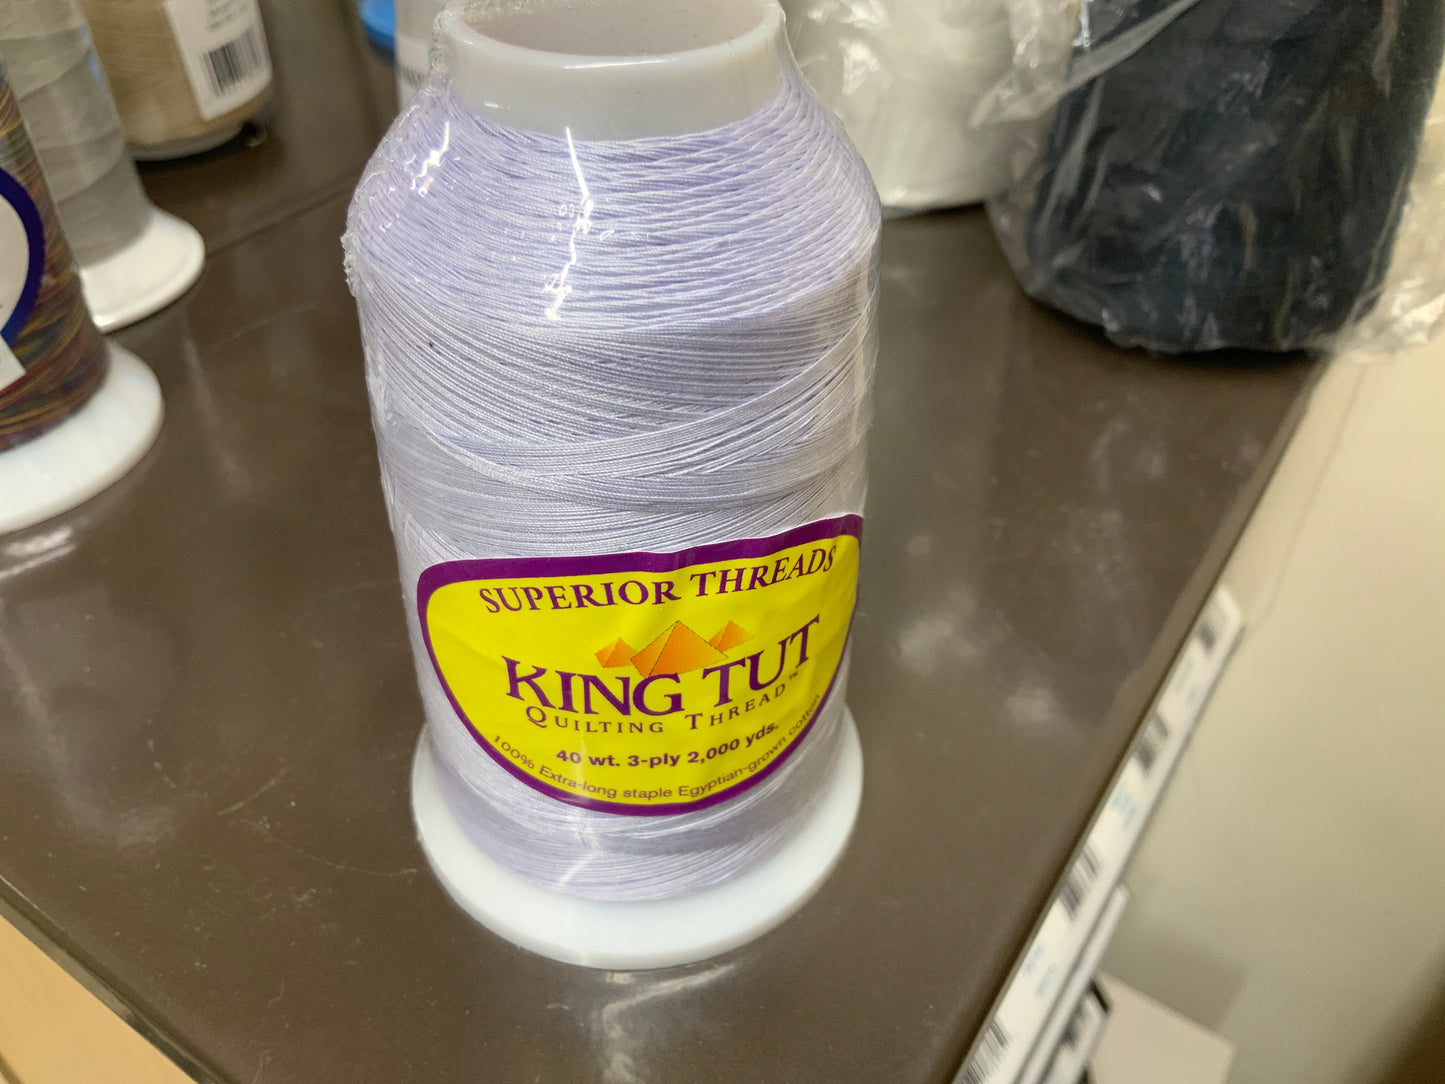 SUPERIOR THREADS
KING TUT
QUILTING THREAD™
40 wt. 3-ply 2,000 yds.
100% Extra-long staple Egyptian-grown cotton